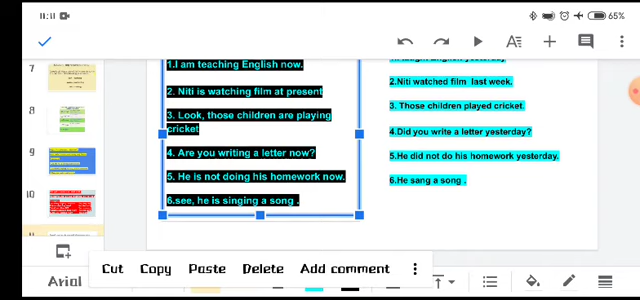 11:11
65%
7
8
9
10
1.I am teaching English now.
2. Niti is watching film at present
3. Look, those children are playing
cricket
4. Are you writing a letter now?
5. He is not doing his homework now.
6.see, he is singing a song .
2.Niti watched film last week.
3. Those children played cricket.
4.Did you write a letter yesterday?
5.He did not do his homework yesterday.
6.He sang a song .
Cut Copy Paste Delete Add comment
Arial